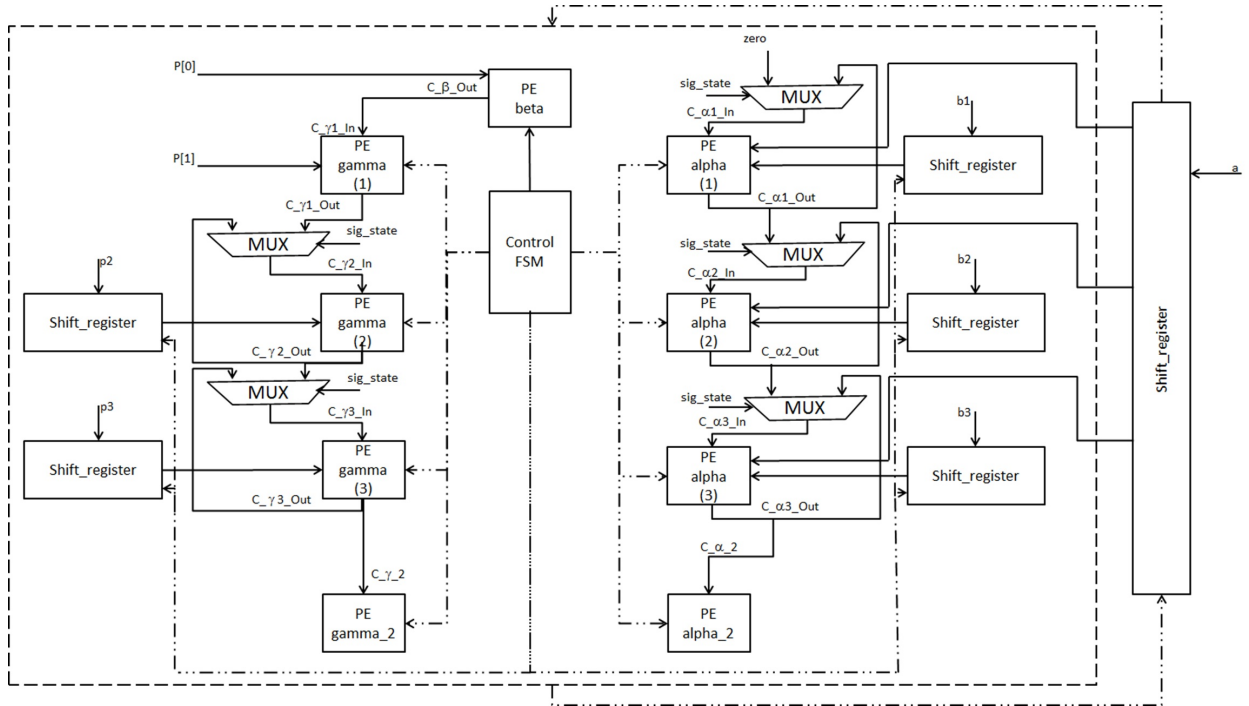 zero
P[0]
C_β_Out
PE
beta
sig_state
MUX
b1
C_γ1_In
C_α1_In
P[1]
PE
gamma
(1)
PE
alpha
(1)
Shift_register
a
C_γ1_Out
C_α1_Out
sig_state
MUX
Control
FSM
sig_state
MUX
p2
C_γ2_In
C_α2_In
b2
Shift_register
PE
gamma
(2)
PE
alpha
(2)
Shift_register
Shift_register
C_γ2_Out
C_α2_Out
sig_state
MUX
sig_state
MUX
p3
C_γ3_In
C_α3_In
b3
Shift_register
PE
gamma
(3)
PE
alpha
(3)
Shift_register
C_γ3_Out
C_α3_Out
C_γ_2
C_α_2
PE
gamma_2
PE
alpha_2